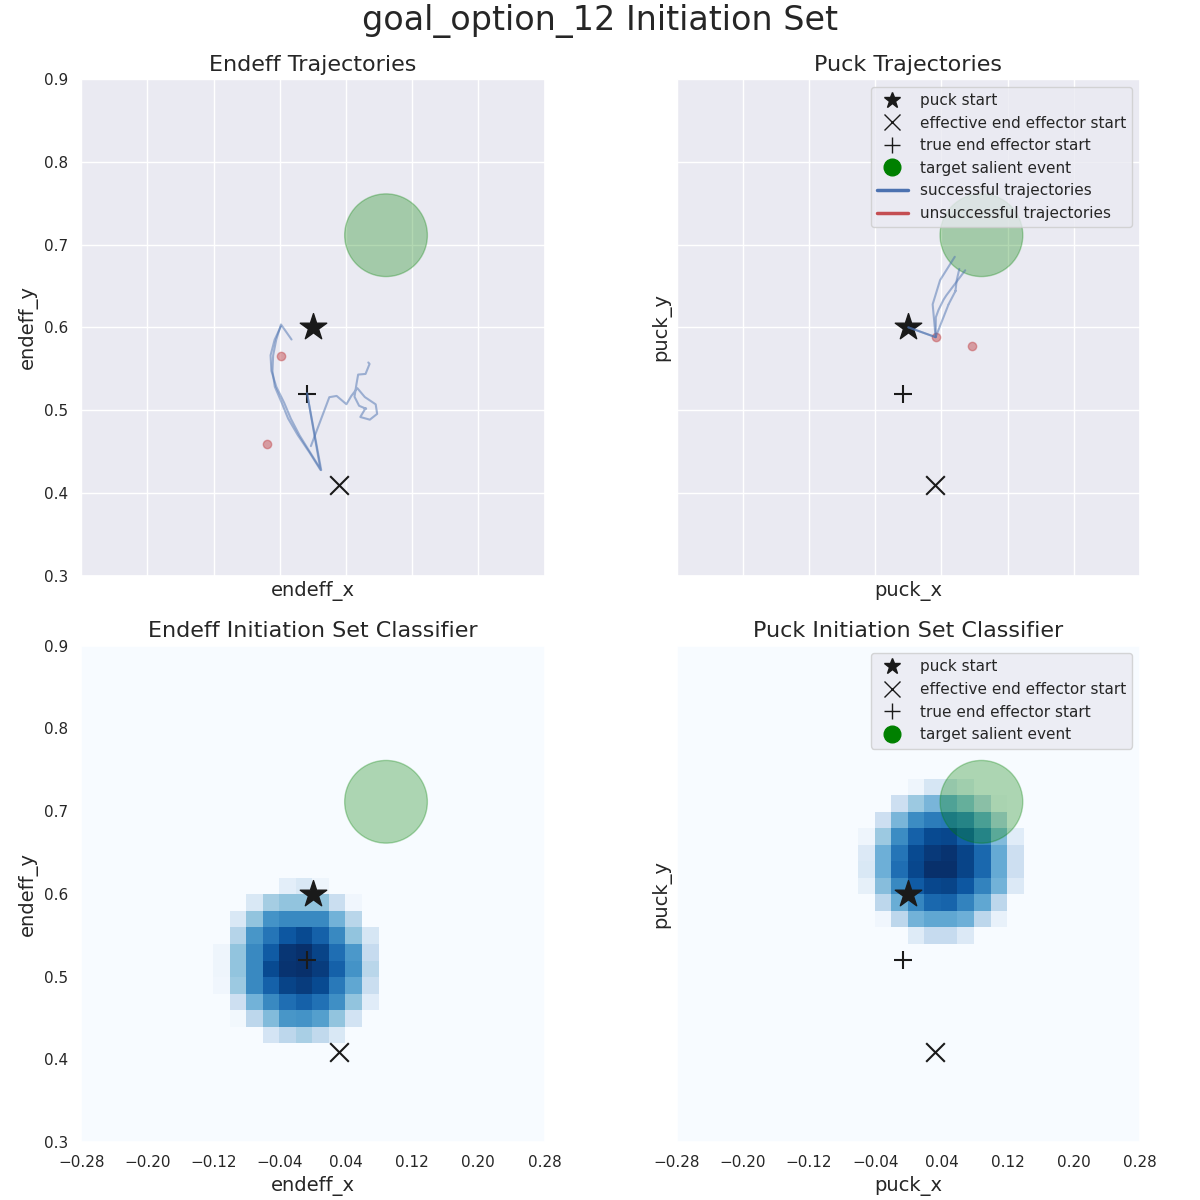 goal_option_12 Initiation Set
Endeff Trajectories
0.9
0.8
0.7
0.6
0.5
0.4
0.3
endeff_y
endeff_x
Puck Trajectories
puck start
effective end effector start
true end effector start
target salient event
successful trajectories
unsuccessful trajectories
puck_y
puck_x
Endeff Initiation Set Classifier
0.9
0.8
0.7
0.6
0.5
0.4
0.3
endeff_y
−0.28 −0.20 −0.12 −0.04 0.04 0.12 0.20 0.28
endeff_x
Puck Initiation Set Classifier
puck start
effective end effector start
true end effector start
target salient event
puck_y
−0.28 −0.20 −0.12 −0.04 0.04 0.12 0.20 0.28
puck_x